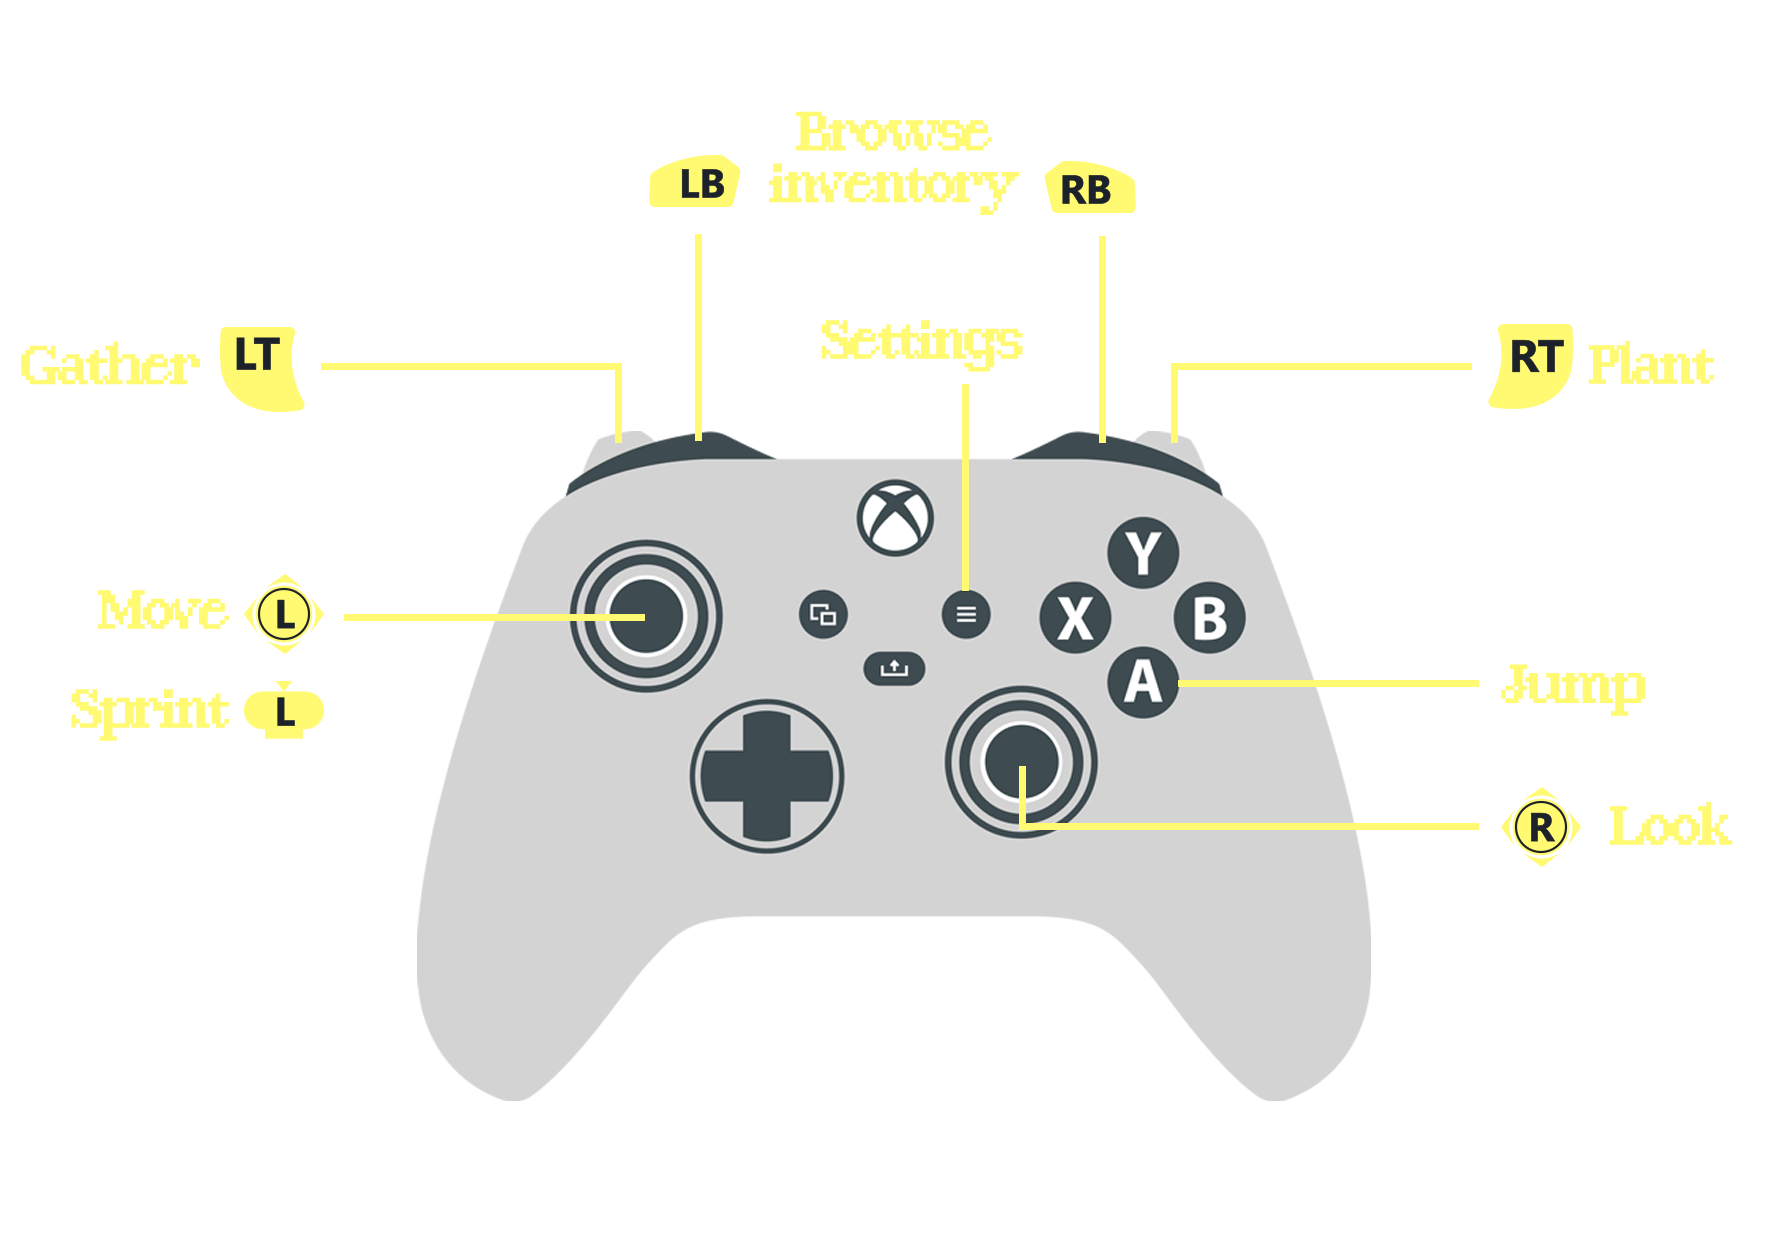 Browse
LB inventory RB
Settings
Gather LT
RT Plant
Y
Move L
X B
A
Jump
Sprint L
R Look